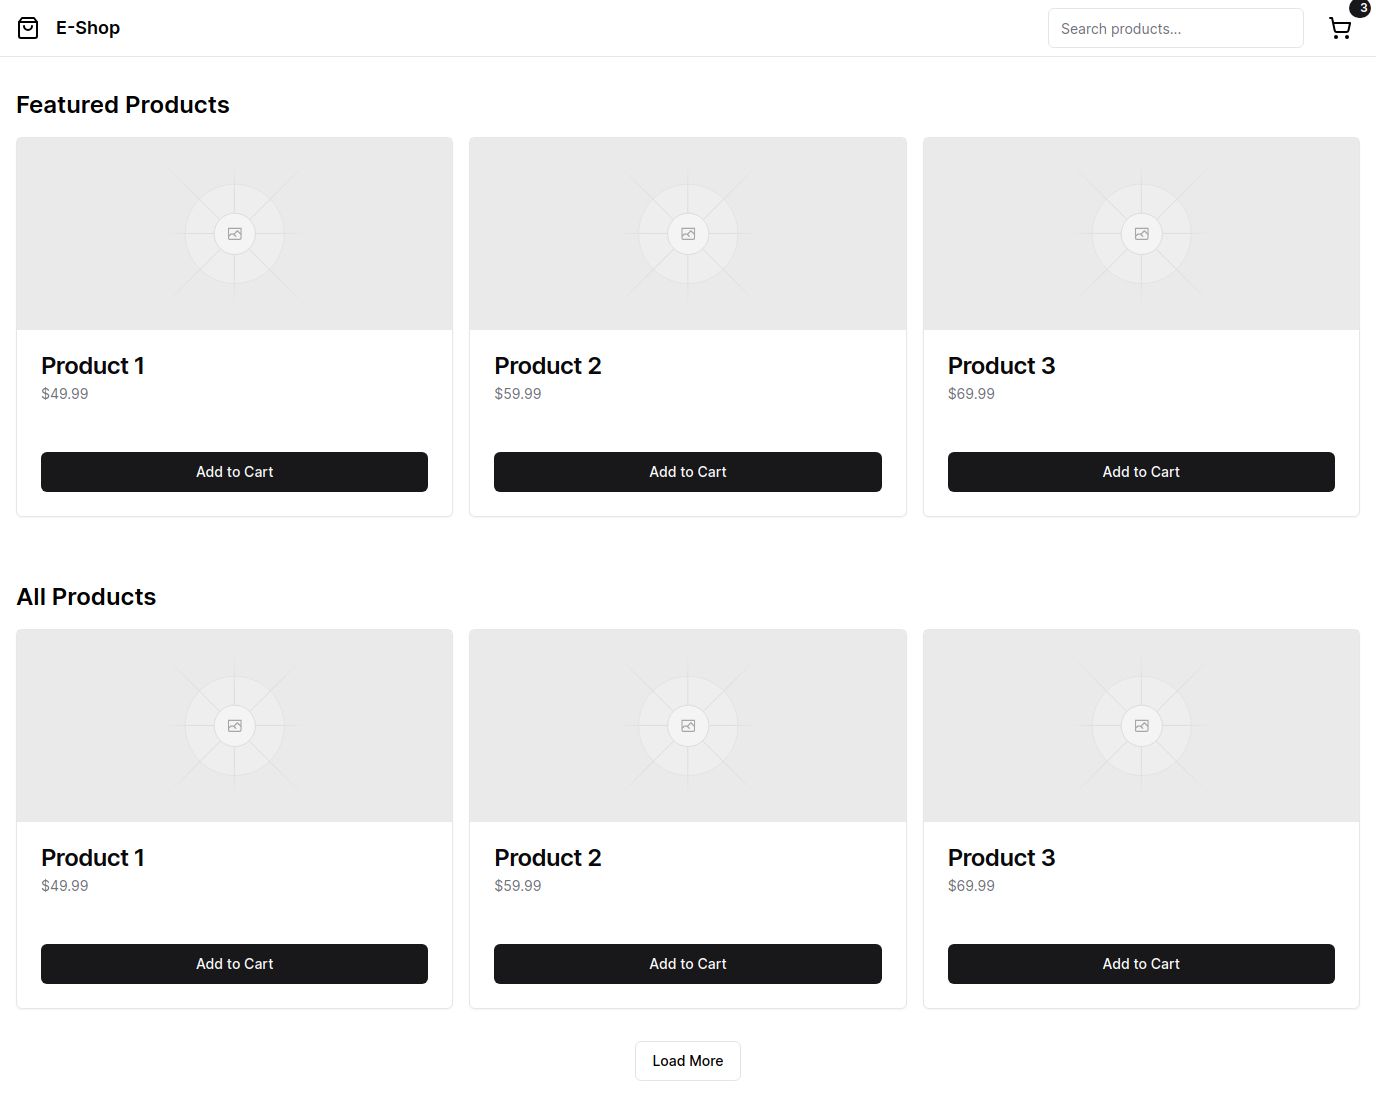 E-Shop
Search products...
3
Featured Products
Product 1
$49.99
Add to Cart
Product 2
$59.99
Add to Cart
Product 3
$69.99
Add to Cart
All Products
Product 1
$49.99
Add to Cart
Product 2
$59.99
Add to Cart
Product 3
$69.99
Add to Cart
Load More